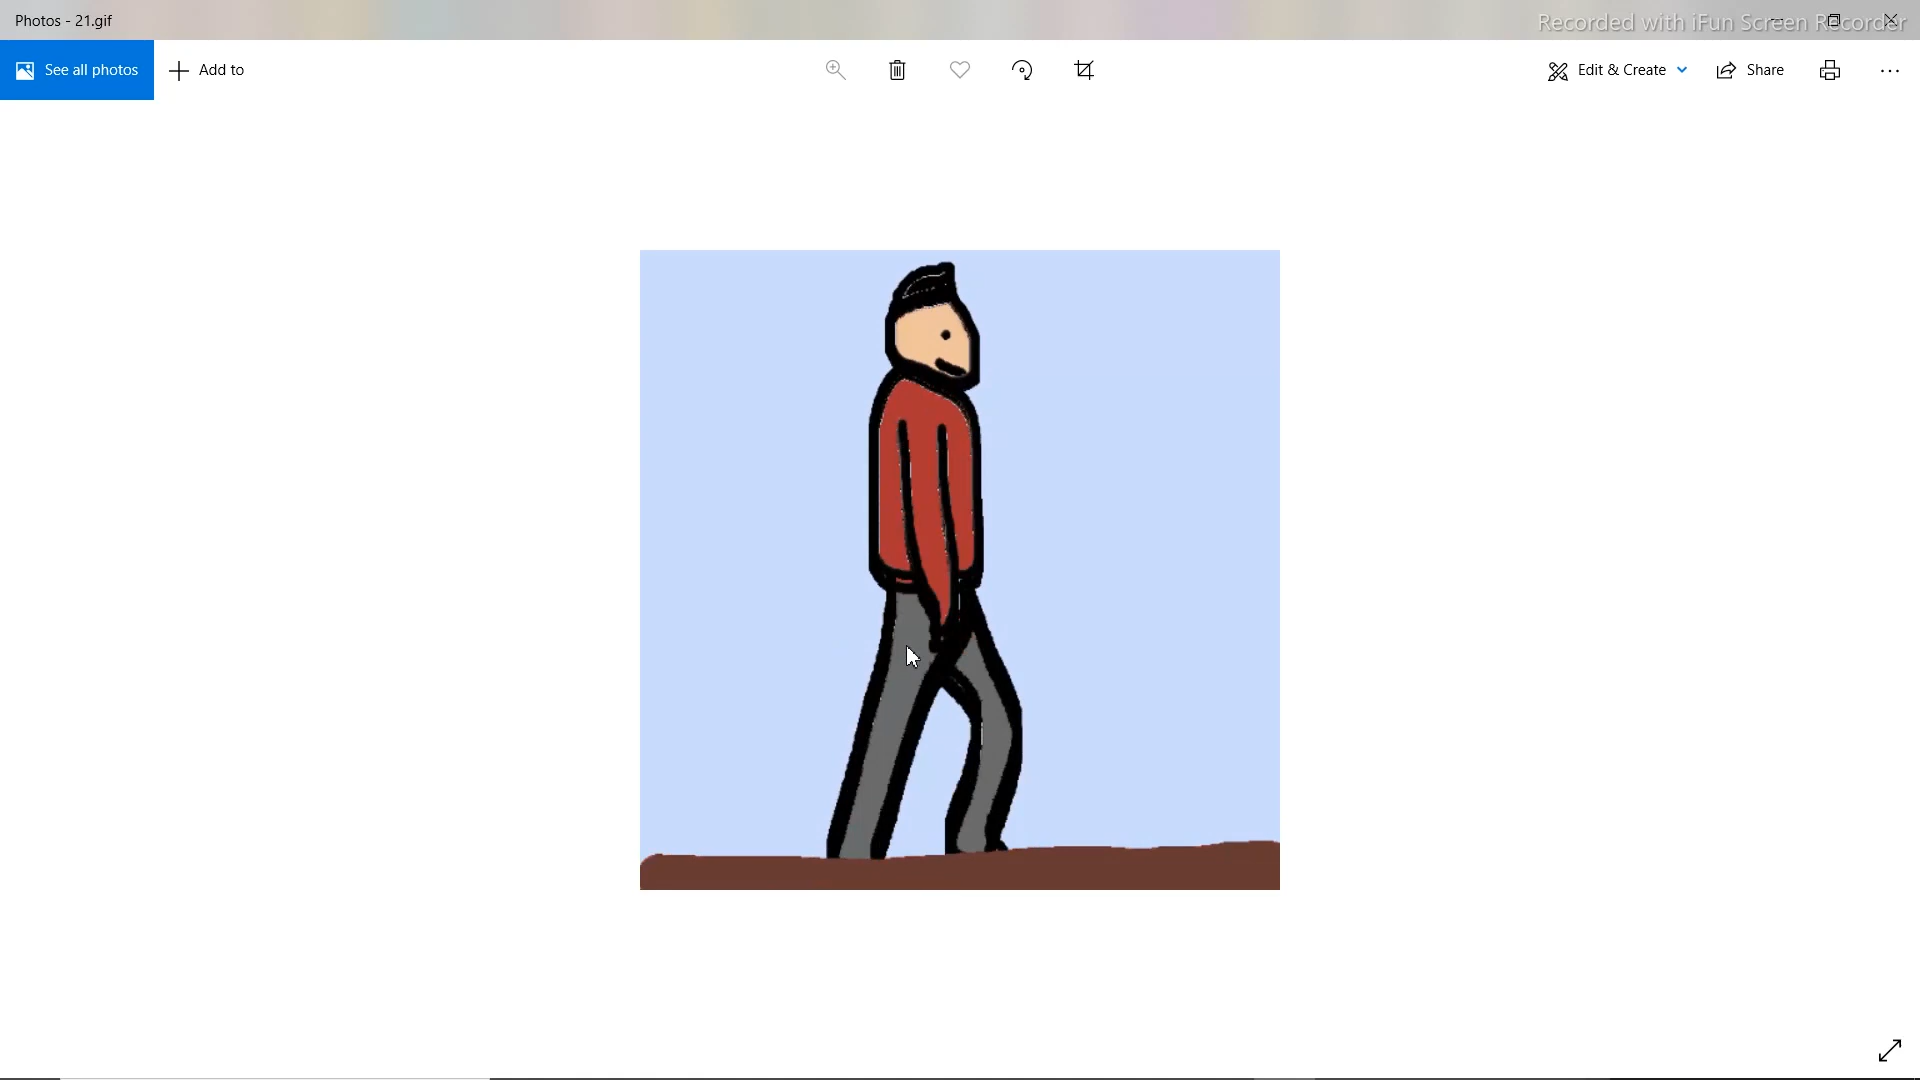 Photos - 21.gif
Recorded with iFun Screen Recorder
See all photos
Add to
Edit & Create
Share